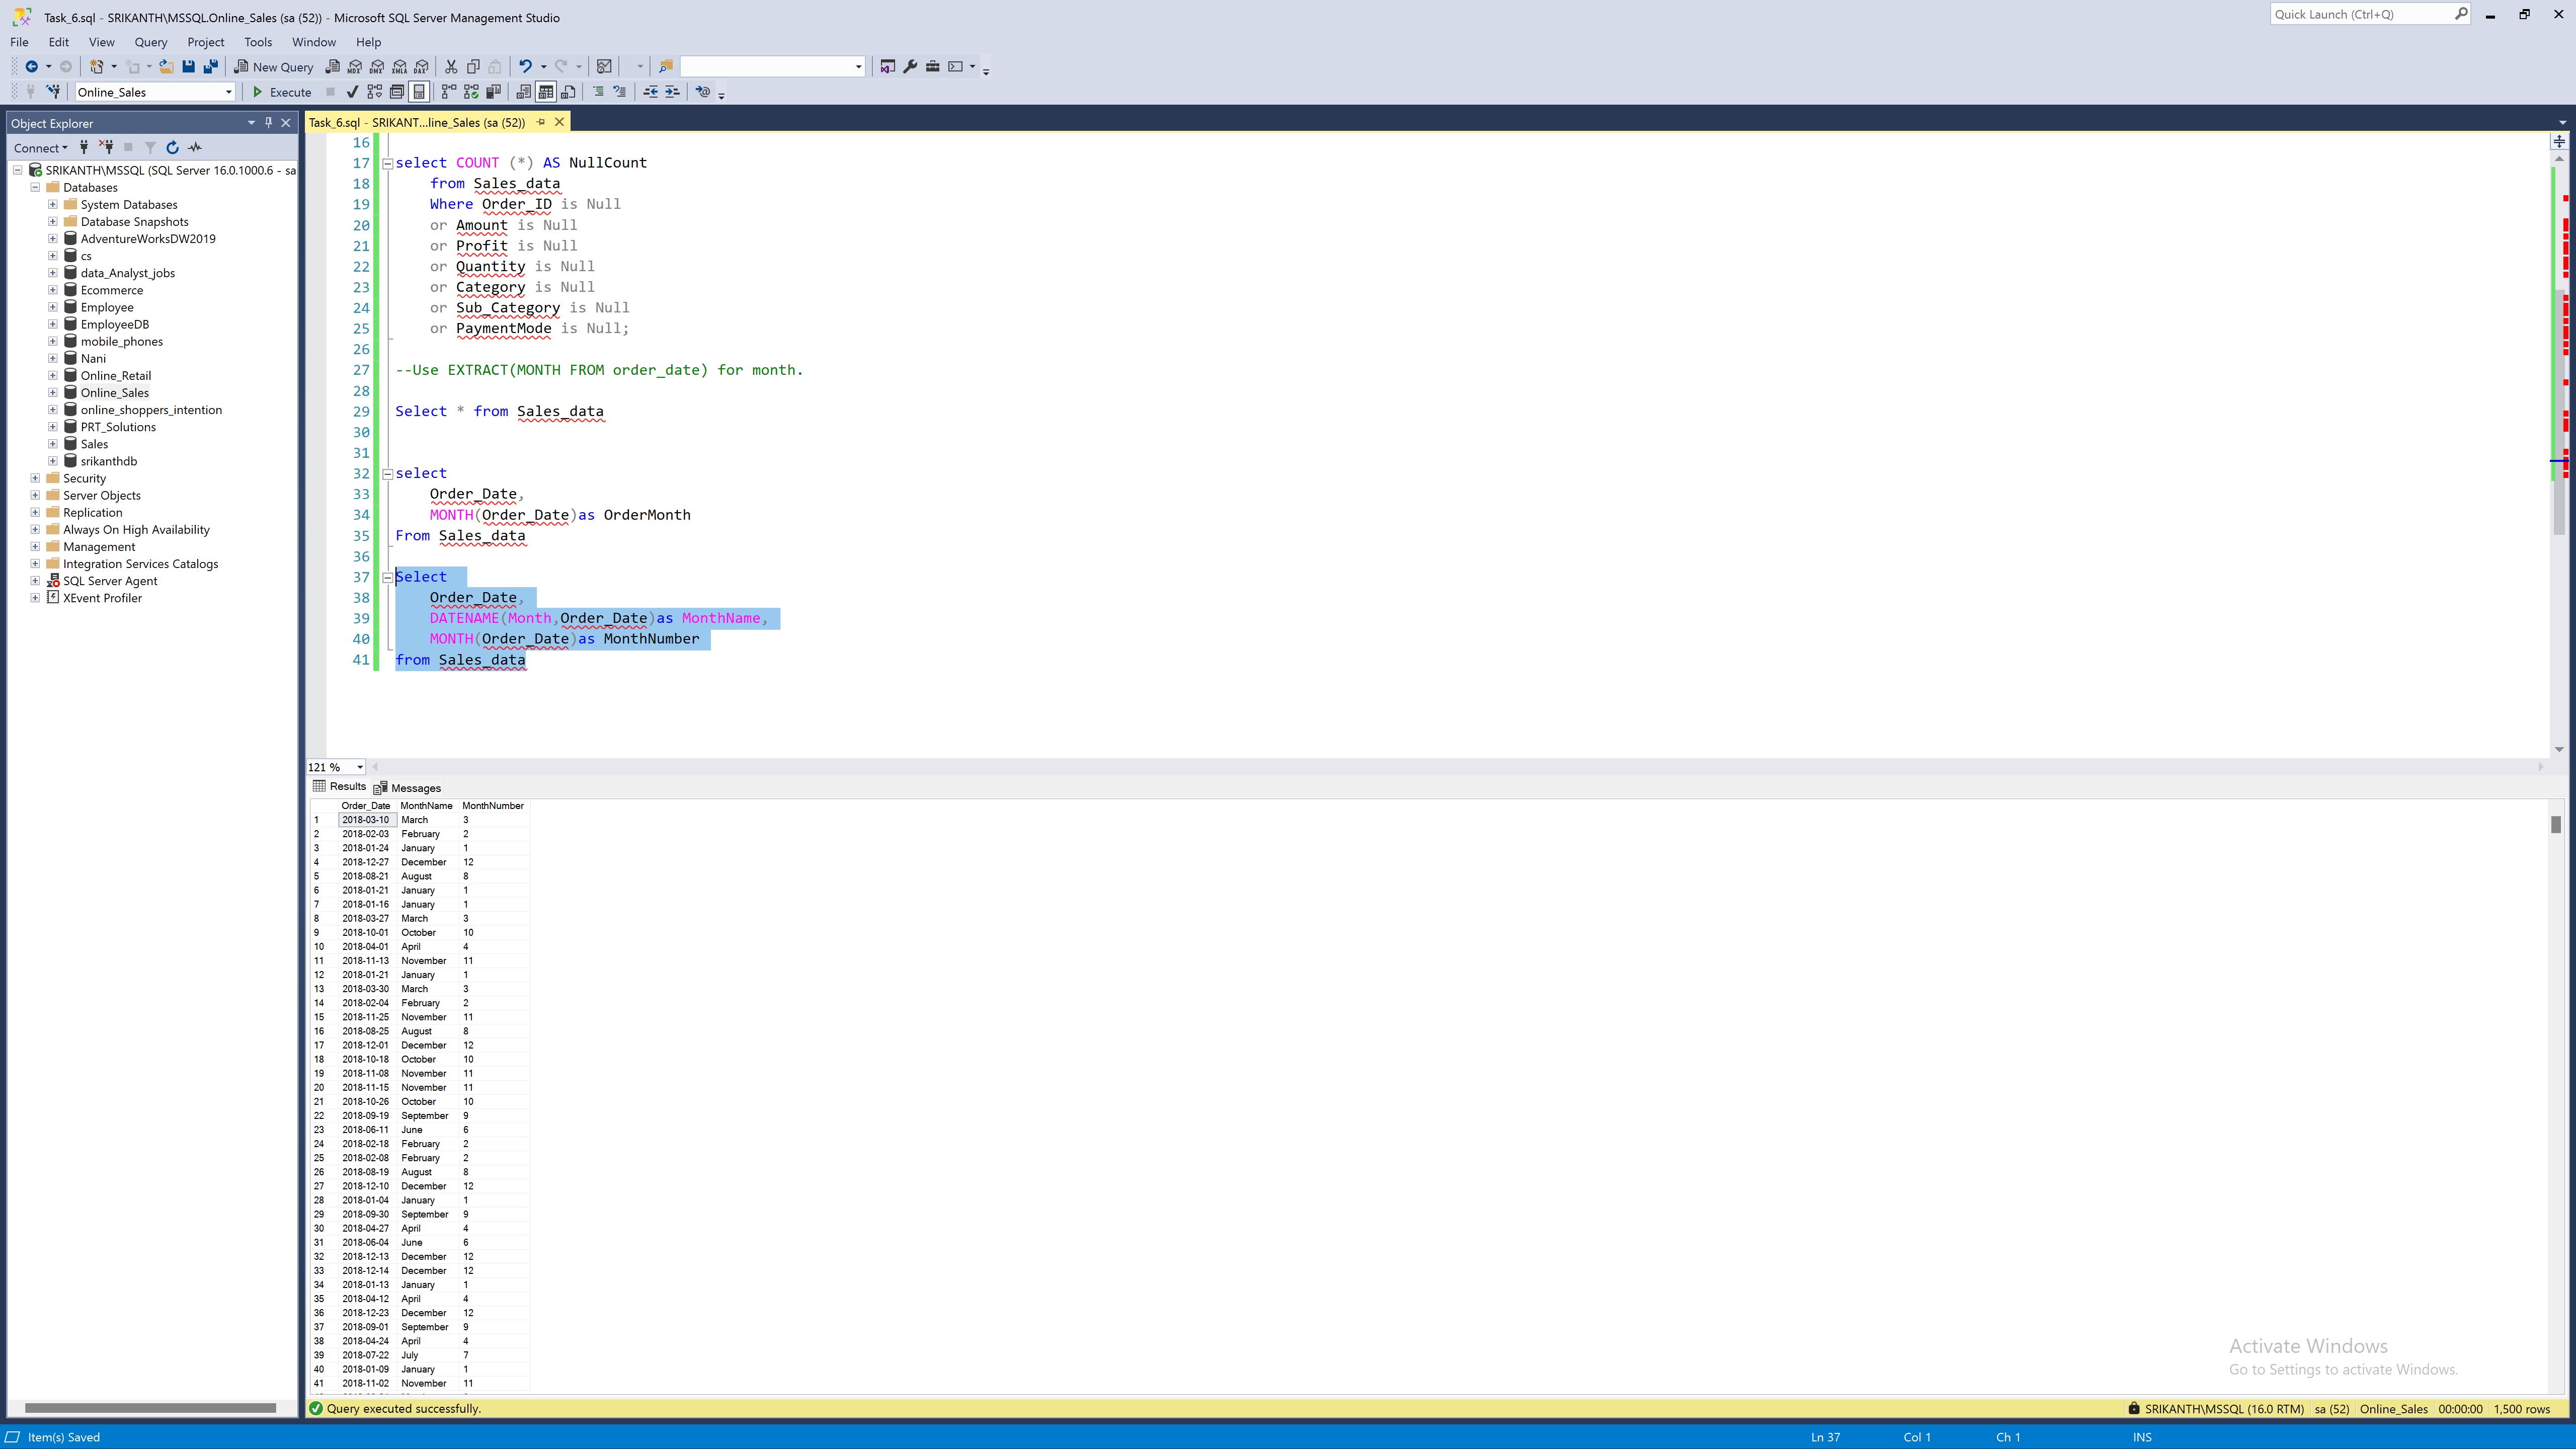 Task_6.sql - SRIKANTH\MSSQL.Online_Sales (sa (52)) - Microsoft SQL Server Management Studio
Quick Launch (Ctrl+Q)
File Edit View Query Project Tools Window Help
New Query
Online_Sales
Execute
Object Explorer
Task_6.sql - SRIKANT...line_Sales (sa (52))
Connect
SRIKANTH\MSSQL (SQL Server 16.0.1000.6 - sa
Databases
System Databases
Database Snapshots
AdventureWorksDW2019
cs
data_Analyst_jobs
Ecommerce
Employee
EmployeeDB
mobile_phones
Nani
Online_Retail
Online_Sales
online_shoppers_intention
PRT_Solutions
Sales
srikanthdb
Security
Server Objects
Replication
Always On High Availability
Management
Integration Services Catalogs
SQL Server Agent
XEvent Profiler
16
17 select COUNT (*) AS NullCount
18 from Sales_data
19 Where Order_ID is Null
20 or Amount is Null
21 or Profit is Null
22 or Quantity is Null
23 or Category is Null
24 or Sub_Category is Null
25 or PaymentMode is Null;
26
27 --Use EXTRACT(MONTH FROM order_date) for month.
28
29 Select * from Sales_data
30
31
32 select
33 Order_Date,
34 MONTH(Order_Date)as OrderMonth
35 From Sales_data
36
37 Select
38 Order_Date,
39 DATENAME(Month,Order_Date)as MonthName,
40 MONTH(Order_Date)as MonthNumber
41 from Sales_data
121 %
Results Messages
Order_Date MonthName MonthNumber
1 2018-03-10 March 3
2 2018-02-03 February 2
3 2018-01-24 January 1
4 2018-12-27 December 12
5 2018-08-21 August 8
6 2018-01-21 January 1
7 2018-01-16 January 1
8 2018-03-27 March 3
9 2018-10-01 October 10
10 2018-04-01 April 4
11 2018-11-13 November 11
12 2018-01-21 January 1
13 2018-03-30 March 3
14 2018-02-04 February 2
15 2018-11-25 November 11
16 2018-08-25 August 8
17 2018-12-01 December 12
18 2018-10-18 October 10
19 2018-11-08 November 11
20 2018-11-15 November 11
21 2018-10-26 October 10
22 2018-09-19 September 9
23 2018-06-11 June 6
24 2018-02-18 February 2
25 2018-02-08 February 2
26 2018-08-19 August 8
27 2018-12-10 December 12
28 2018-01-04 January 1
29 2018-09-30 September 9
30 2018-04-27 April 4
31 2018-06-04 June 6
32 2018-12-13 December 12
33 2018-12-14 December 12
34 2018-01-13 January 1
35 2018-04-12 April 4
36 2018-12-23 December 12
37 2018-09-01 September 9
38 2018-04-24 April 4
39 2018-07-22 July 7
40 2018-01-09 January 1
41 2018-11-02 November 11
Activate Windows
Go to Settings to activate Windows.
Query executed successfully.
SRIKANTH\MSSQL (16.0 RTM) sa (52) Online_Sales 00:00:00 1,500 rows
Item(s) Saved
Ln 37 Col 1 Ch 1 INS